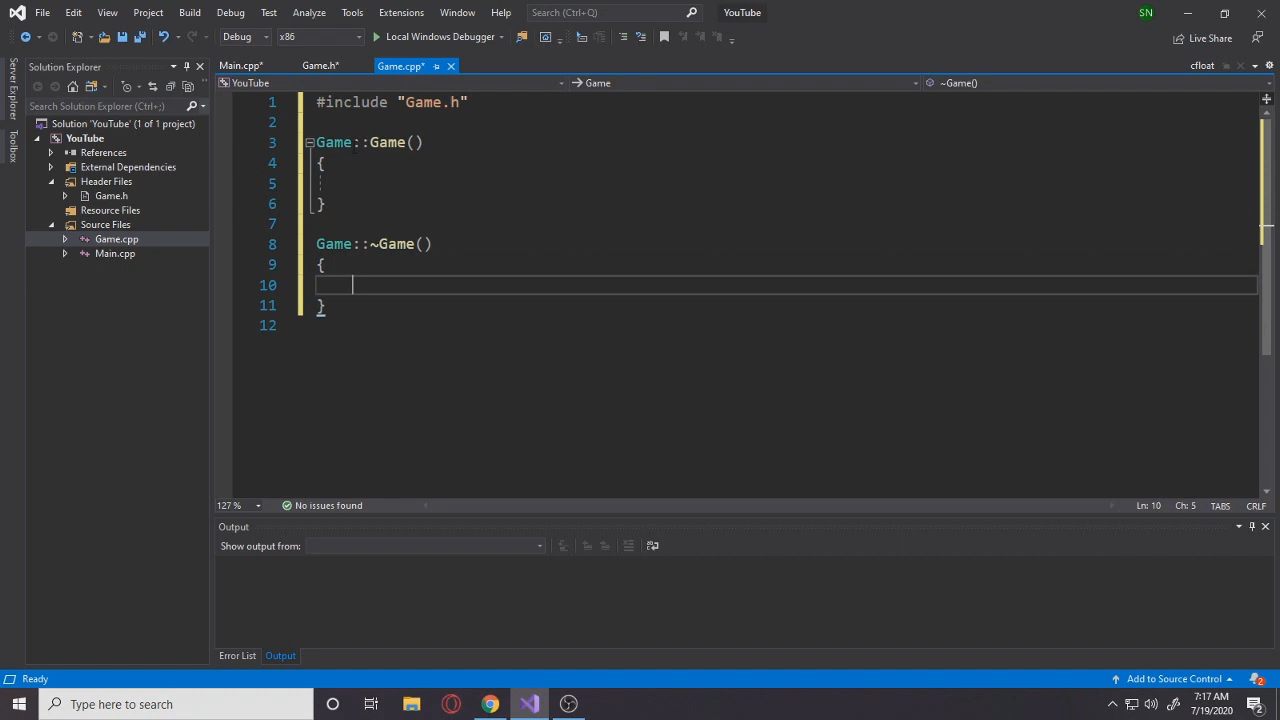 File Edit View Project Build Debug Test Analyze Tools Extensions Window Help Search (Ctrl+Q) YouTube SN
Debug x86 Local Windows Debugger Live Share
Server Explorer
Toolbox
Solution Explorer
Search Solution Explorer (Ctrl+;)
Solution 'YouTube' (1 of 1 project)
YouTube
References
External Dependencies
Header Files
Game.h
Resource Files
Source Files
Game.cpp
Main.cpp
Main.cpp* Game.h* Game.cpp* cfloat
YouTube Game ~Game()
1 #include "Game.h"
2
3 Game::Game()
4 {
5
6 }
7
8 Game::~Game()
9 {
10
11 }
12
127 % No issues found Ln: 10 Ch: 5 TABS CRLF
Output
Show output from:
Error List Output
Ready Add to Source Control 2
Type here to search 7:17 AM
7/19/2020 2